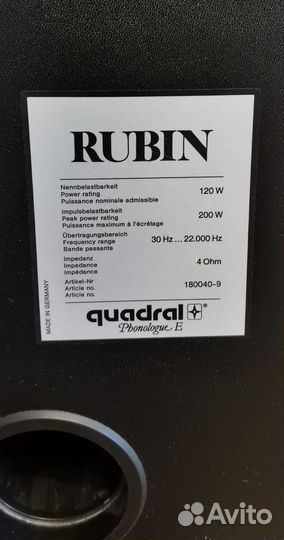 RUBIN
Nennbelastbarkeit
Power rating 120 W
Puissance nominale admissible
Impulsbelastbarkeit
Peak power rating 200 W
Puissance maximum à l'écrêtage
Übertragungsbereich
Frequency range 30 Hz ... 22.000 Hz
Bande passante
Impedanz
Impedance 4 Ohm
Impédance
Artikel-Nr
Article no. 180040-9
Article no.
MADE IN GERMANY
quadral®
Phonologue E
Avito